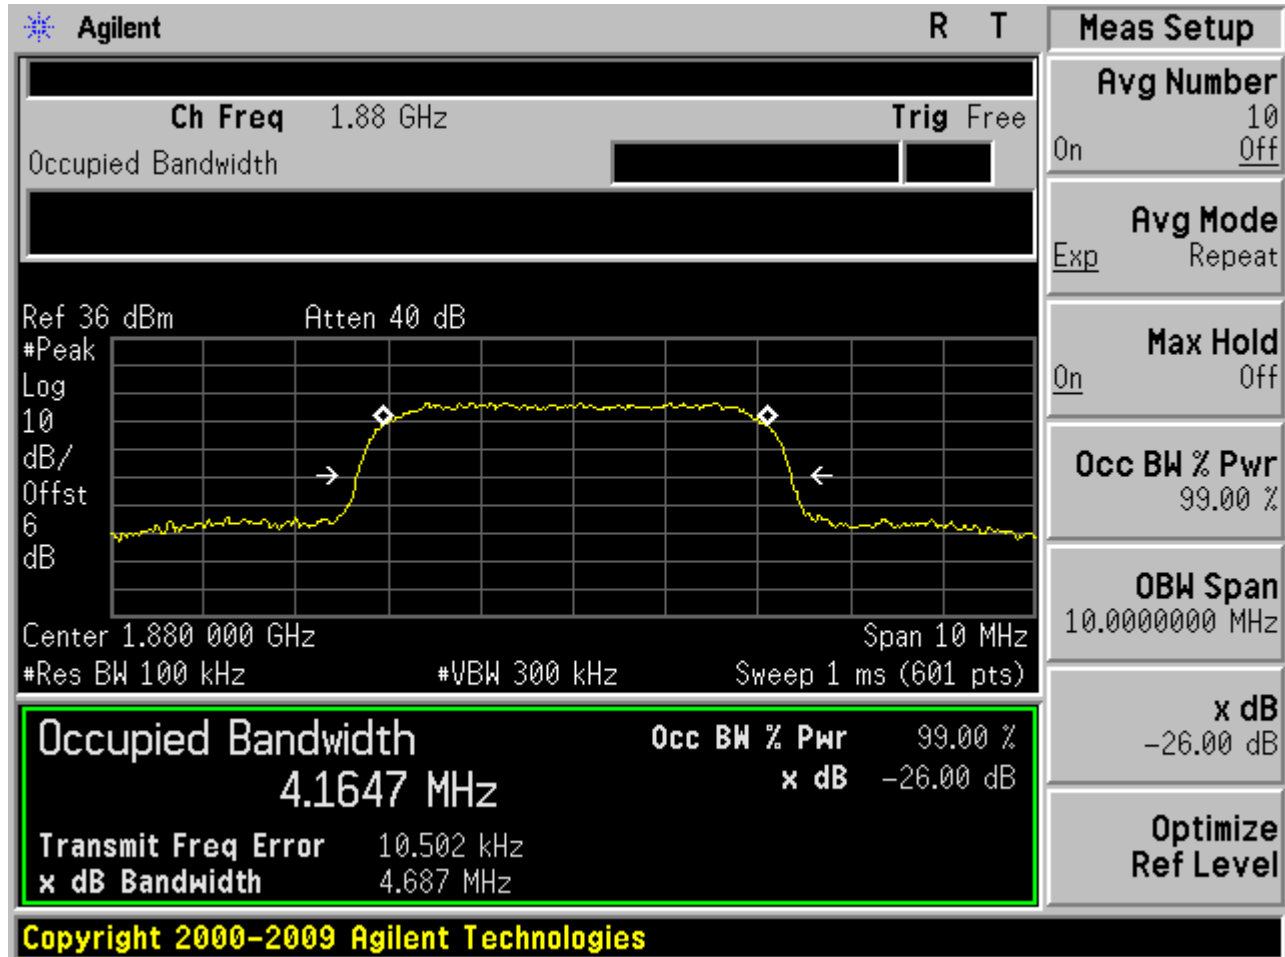 Agilent R T
Meas Setup
Ch Freq 1.88 GHz Trig Free
Occupied Bandwidth
Ref 36 dBm Atten 40 dB
#Peak
Log
10
dB/
Offst
6
dB
Center 1.880 000 GHz Span 10 MHz
#Res BW 100 kHz #VBW 300 kHz Sweep 1 ms (601 pts)
Occupied Bandwidth
4.1647 MHz
Occ BW % Pwr 99.00 %
x dB -26.00 dB
Transmit Freq Error 10.502 kHz
x dB Bandwidth 4.687 MHz
Avg Number
10
On Off
Avg Mode
Exp Repeat
Max Hold
On Off
Occ BW % Pwr
99.00 %
OBW Span
10.0000000 MHz
x dB
-26.00 dB
Optimize
Ref Level
Copyright 2000-2009 Agilent Technologies